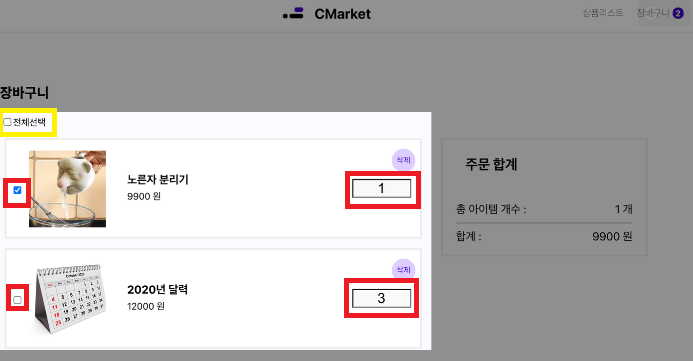 CMarket
상품리스트
장바구니 2
장바구니
전체선택
삭제
노른자 분리기
9900 원
1
삭제
2020년 달력
12000 원
3
주문 합계
총 아이템 개수 : 1 개
합계 : 9900 원